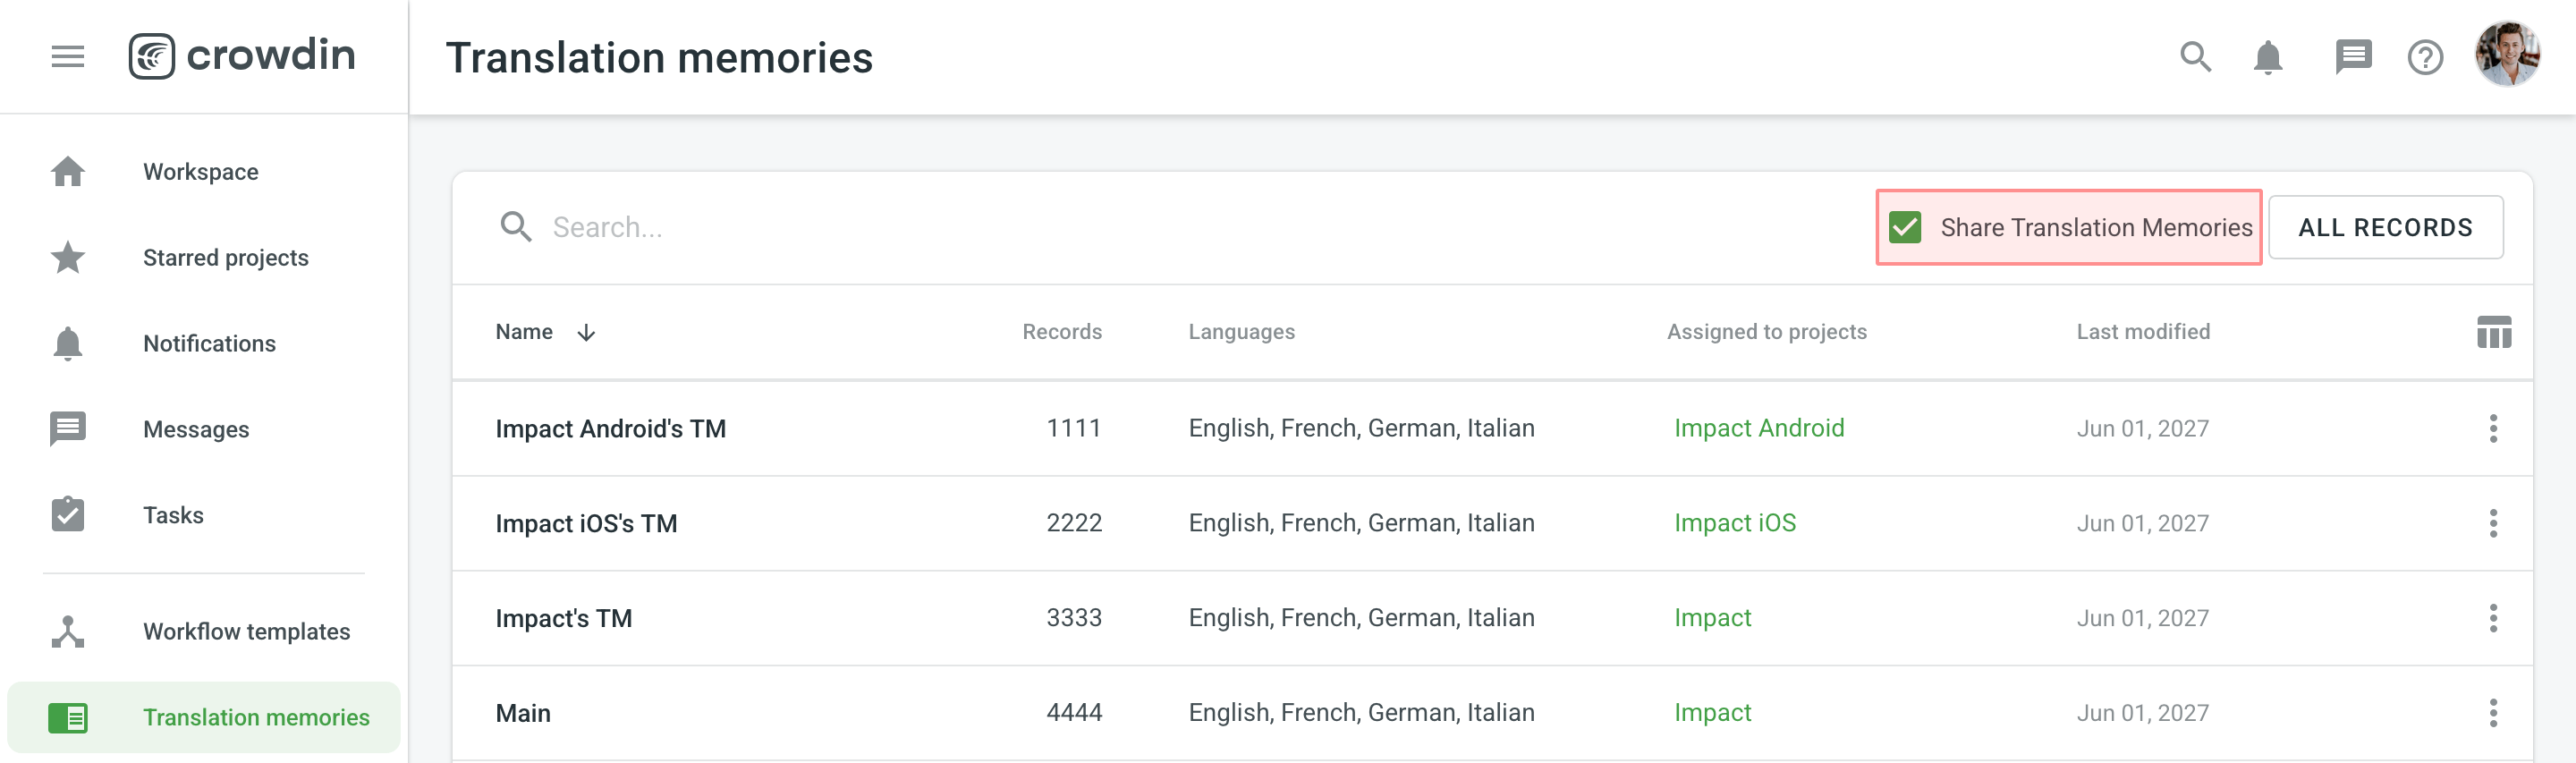 crowdin
Translation memories
Workspace
Starred projects
Notifications
Messages
Tasks
Workflow templates
Translation memories
Search...
Share Translation Memories
ALL RECORDS
Name Records Languages Assigned to projects Last modified
Impact Android's TM 1111 English, French, German, Italian Impact Android Jun 01, 2027
Impact iOS's TM 2222 English, French, German, Italian Impact iOS Jun 01, 2027
Impact's TM 3333 English, French, German, Italian Impact Jun 01, 2027
Main 4444 English, French, German, Italian Impact Jun 01, 2027